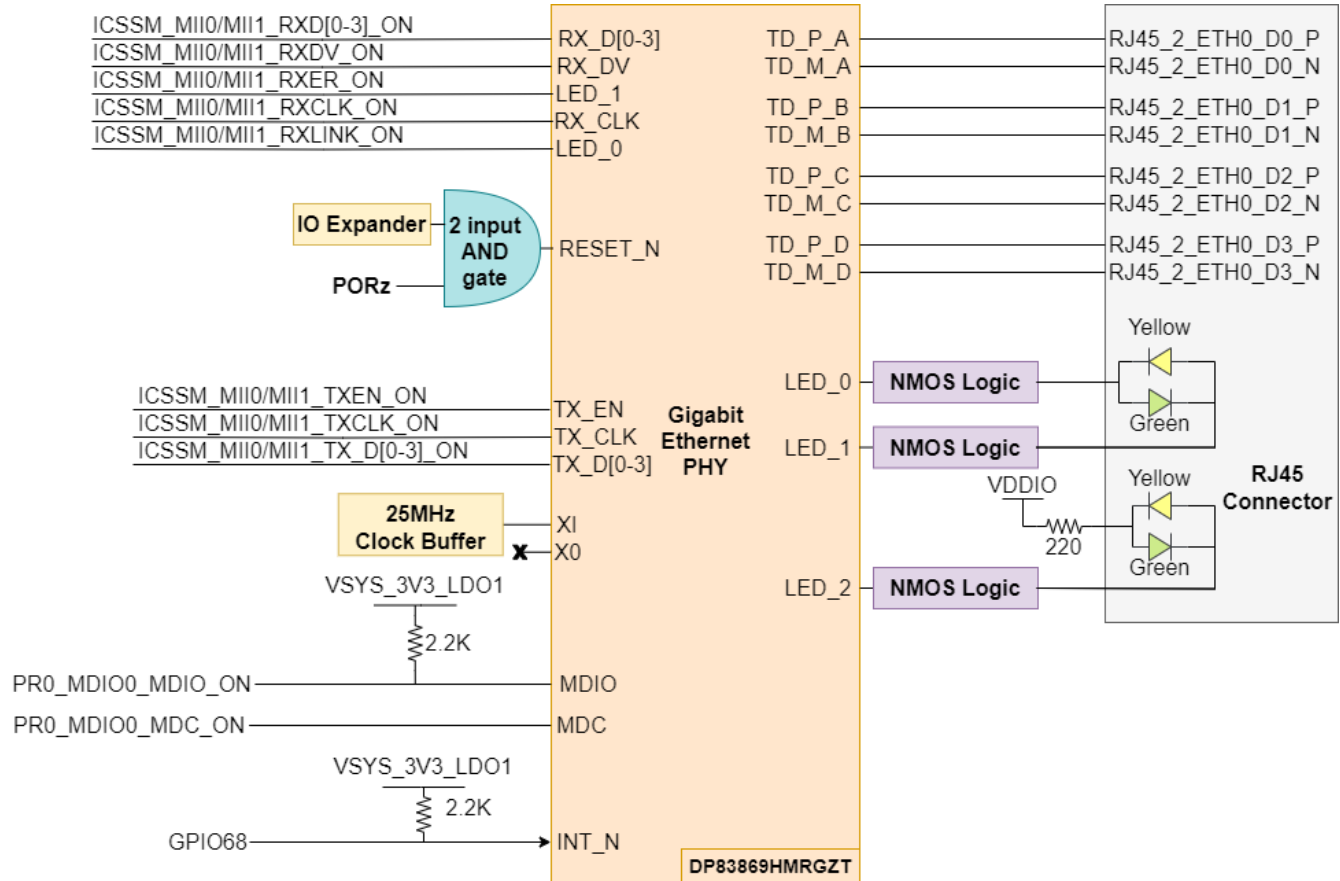 ICSSM_MII0/MII1_RXD[0-3]_ON
ICSSM_MII0/MII1_RXDV_ON
ICSSM_MII0/MII1_RXER_ON
ICSSM_MII0/MII1_RXCLK_ON
ICSSM_MII0/MII1_RXLINK_ON
RX_D[0-3]
RX_DV
LED_1
RX_CLK
LED_0
TD_P_A
TD_M_A
TD_P_B
TD_M_B
TD_P_C
TD_M_C
TD_P_D
TD_M_D
RJ45_2_ETH0_D0_P
RJ45_2_ETH0_D0_N
RJ45_2_ETH0_D1_P
RJ45_2_ETH0_D1_N
RJ45_2_ETH0_D2_P
RJ45_2_ETH0_D2_N
RJ45_2_ETH0_D3_P
RJ45_2_ETH0_D3_N
IO Expander
PORz
2 input
AND
gate
RESET_N
ICSSM_MII0/MII1_TXEN_ON
ICSSM_MII0/MII1_TXCLK_ON
ICSSM_MII0/MII1_TX_D[0-3]_ON
TX_EN
TX_CLK
TX_D[0-3]
Gigabit
Ethernet
PHY
LED_0
NMOS Logic
LED_1
NMOS Logic
Yellow
Green
VDDIO
220
Yellow
Green
RJ45
Connector
LED_2
NMOS Logic
25MHz
Clock Buffer
XI
X
X0
VSYS_3V3_LDO1
2.2K
PR0_MDIO0_MDIO_ON
MDIO
PR0_MDIO0_MDC_ON
MDC
VSYS_3V3_LDO1
2.2K
GPIO68
INT_N
DP83869HMRGZT